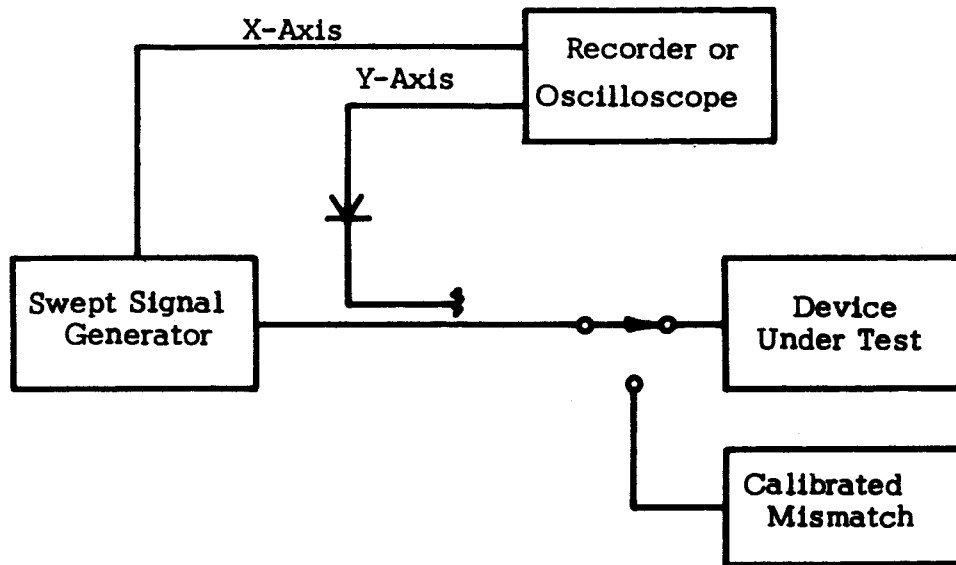 X-Axis
Recorder or
Oscilloscope
Y-Axis
Swept Signal
Generator
Device
Under Test
Calibrated
Mismatch